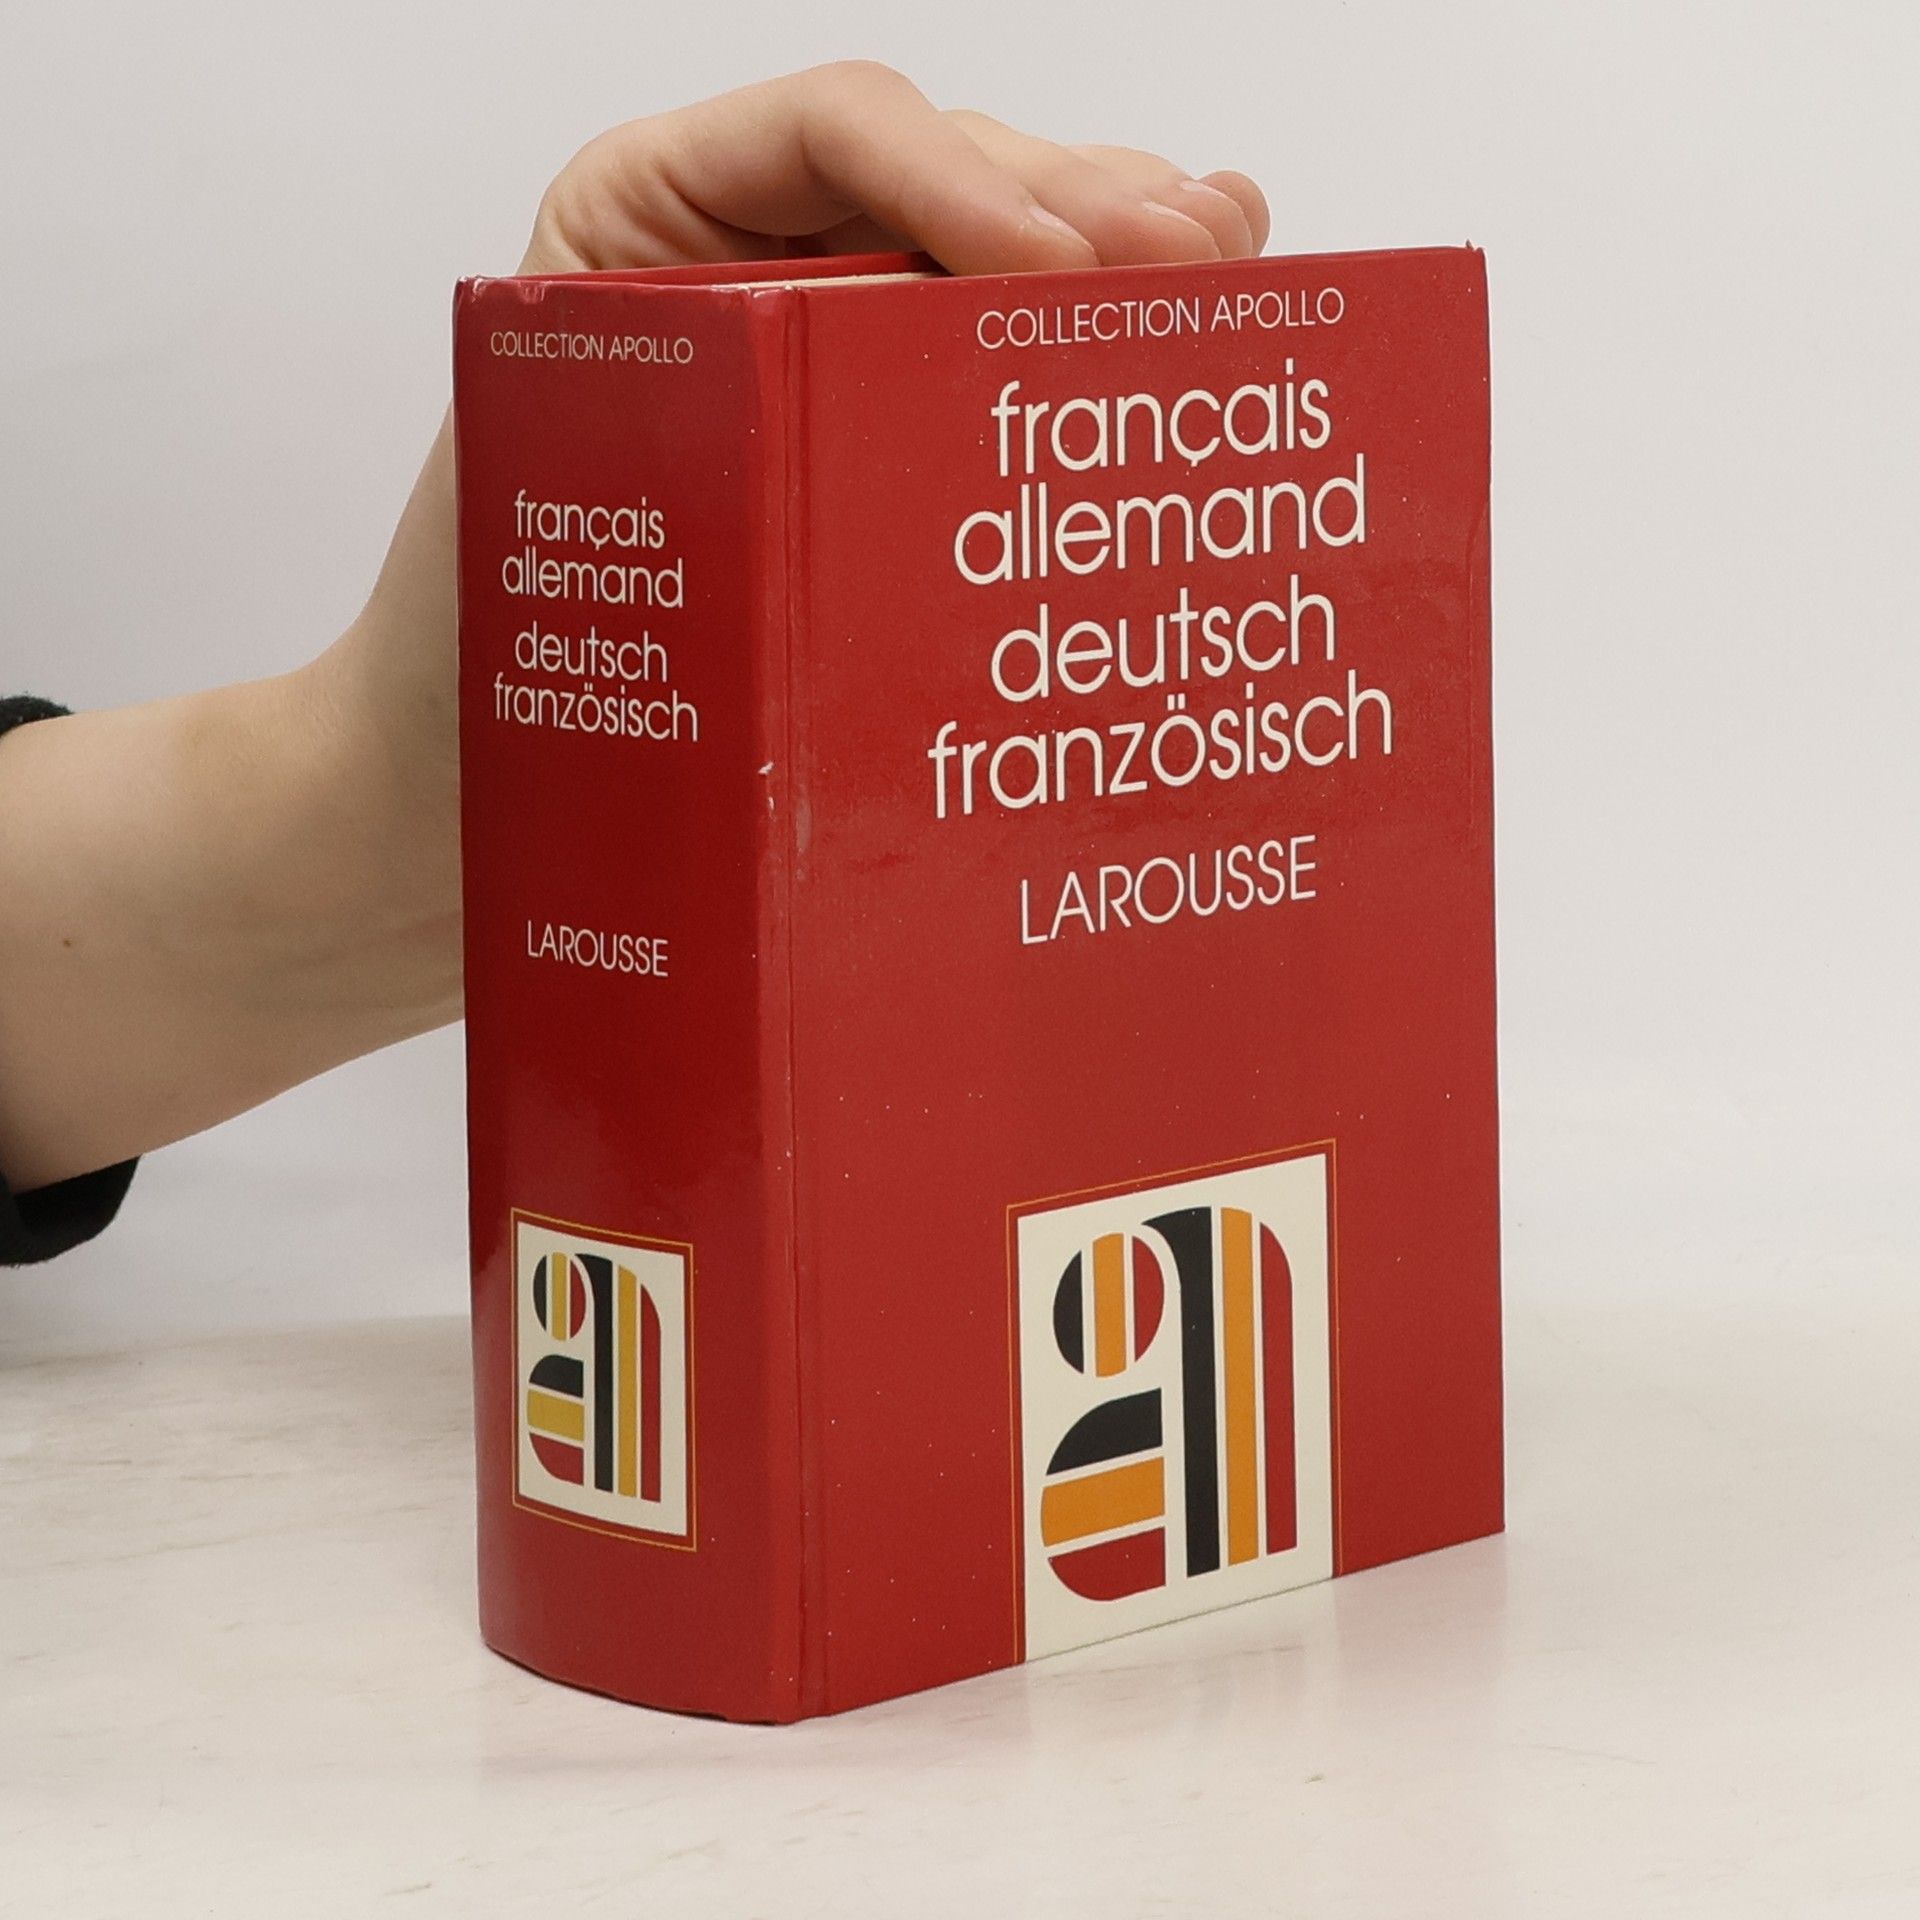 COLLECTION APOLLO
français
allemand
deutsch
französisch
LAROUSSE
COLLECTION APOLLO
français
allemand
deutsch
französisch
LAROUSSE
a
a